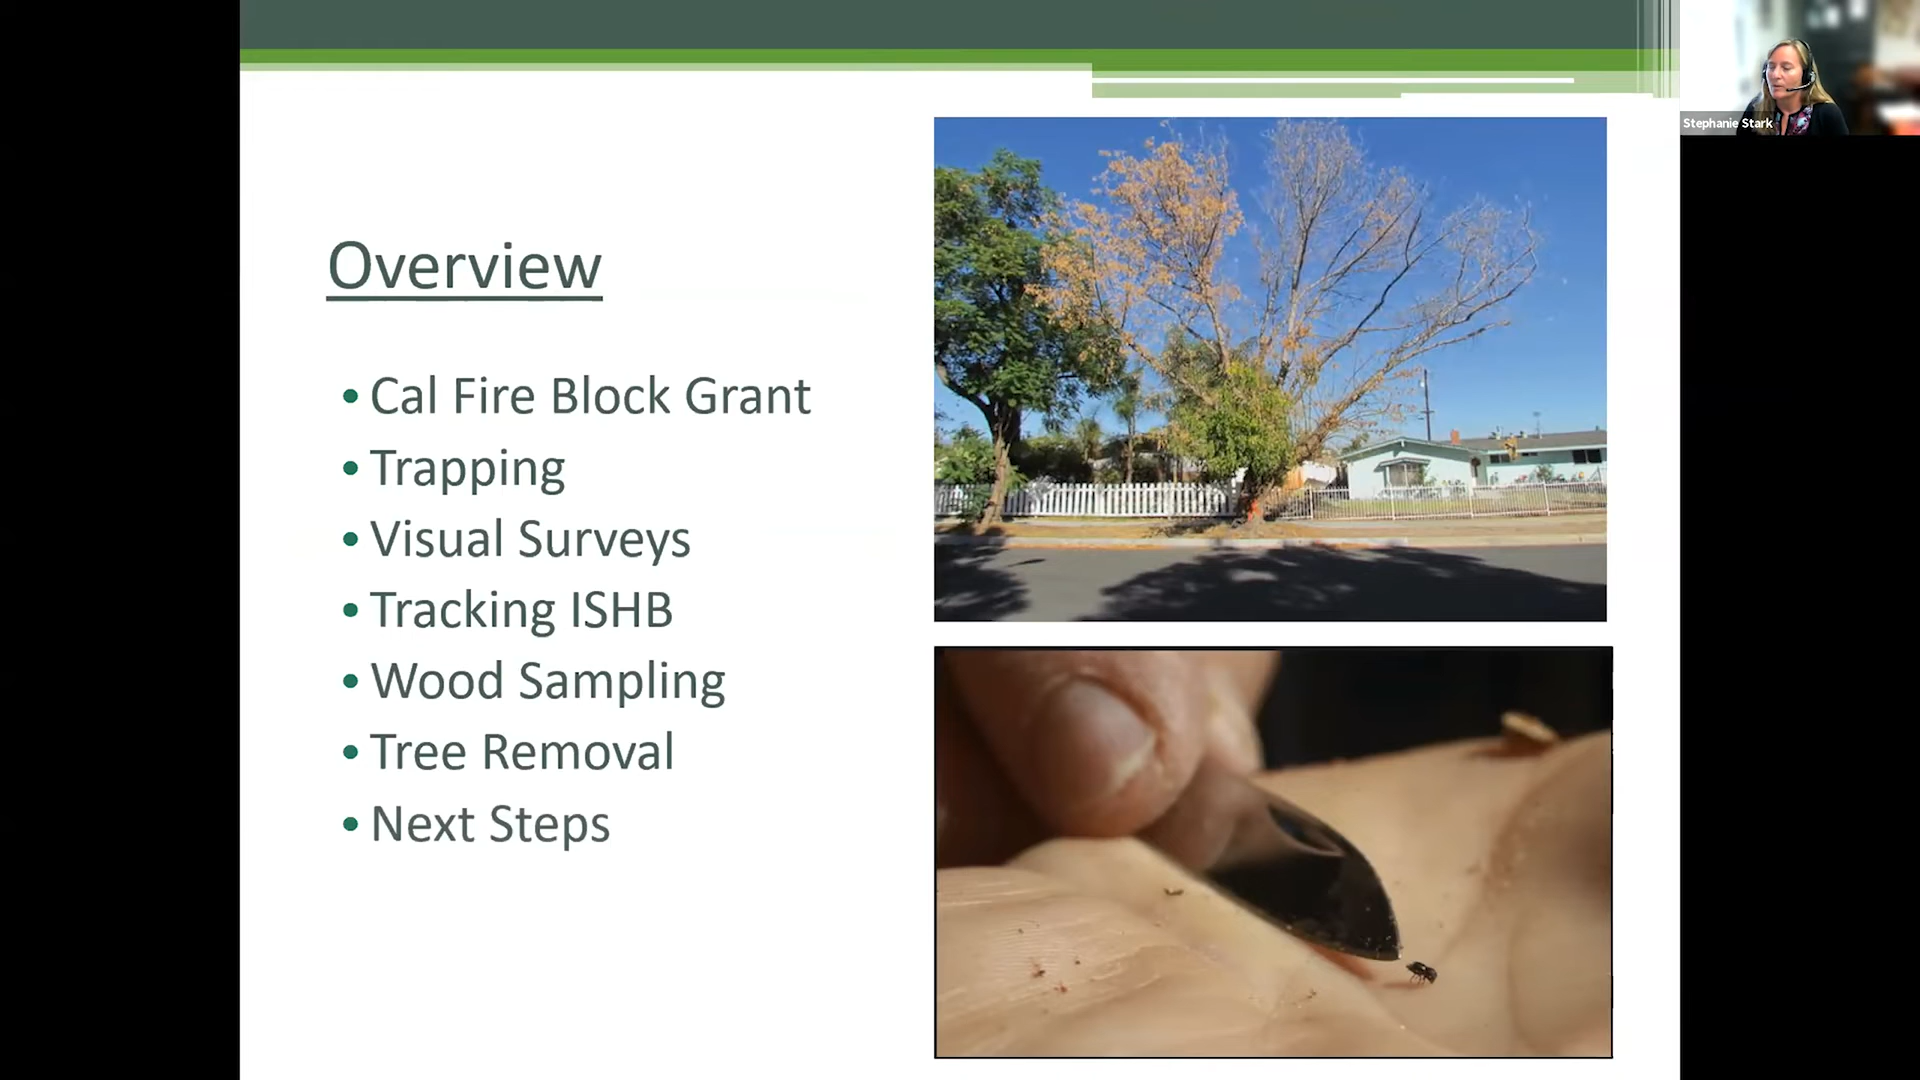 Stephanie Stark
Overview
• Cal Fire Block Grant
• Trapping
• Visual Surveys
• Tracking ISHB
• Wood Sampling
• Tree Removal
• Next Steps